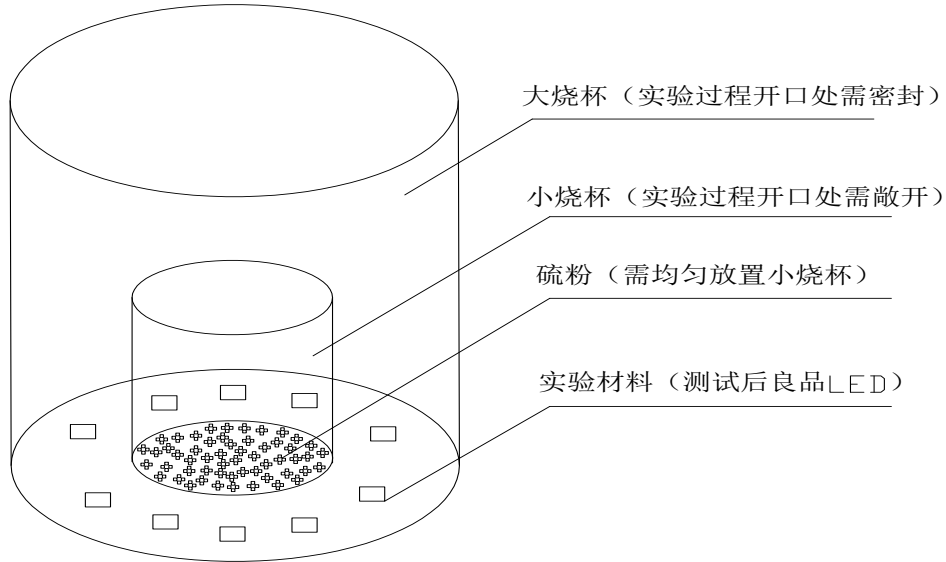 大烧杯（实验过程开口处需密封）
小烧杯（实验过程开口处需敞开）
硫粉（需均匀放置小烧杯）
实验材料（测试后良品LED）